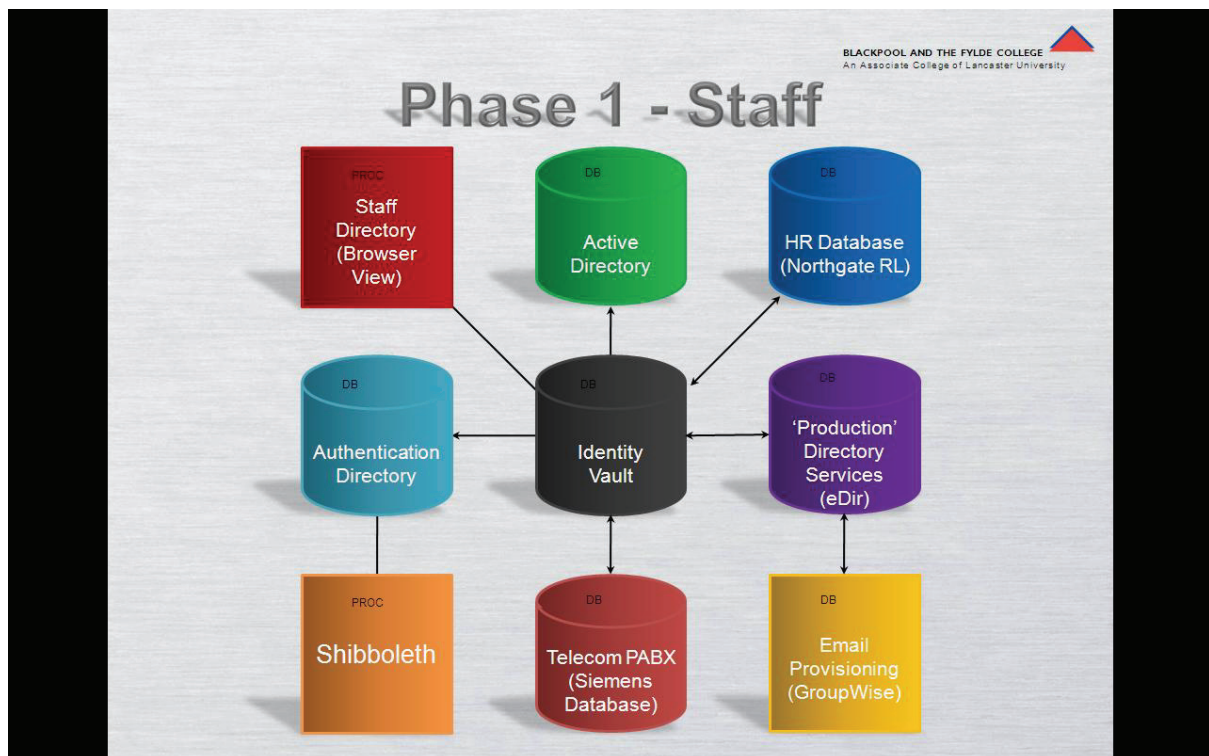 BLACKPOOL AND THE FYLDE COLLEGE
An Associate College of Lancaster University
Phase 1 - Staff
PROC
Staff
Directory
(Browser
View)
DB
Active
Directory
DB
HR Database
(Northgate RL)
DB
Authentication
Directory
DB
Identity
Vault
DB
‘Production’
Directory
Services
(eDir)
PROC
Shibboleth
DB
Telecom PABX
(Siemens
Database)
DB
Email
Provisioning
(GroupWise)